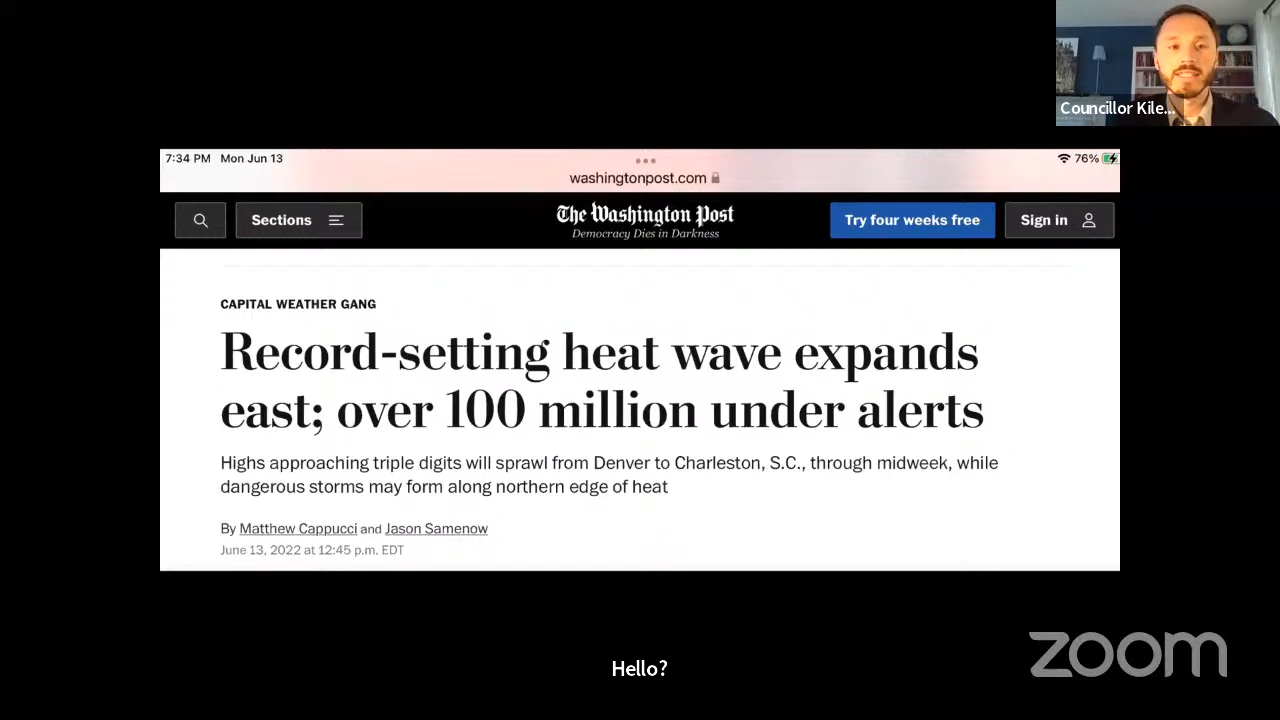 Councillor Kile...
7:34 PM Mon Jun 13
76%
washingtonpost.com
Sections
The Washington Post
Democracy Dies in Darkness
Try four weeks free
Sign in
CAPITAL WEATHER GANG
Record-setting heat wave expands
east; over 100 million under alerts
Highs approaching triple digits will sprawl from Denver to Charleston, S.C., through midweek, while
dangerous storms may form along northern edge of heat
By Matthew Cappucci and Jason Samenow
June 13, 2022 at 12:45 p.m. EDT
Hello?
zoom